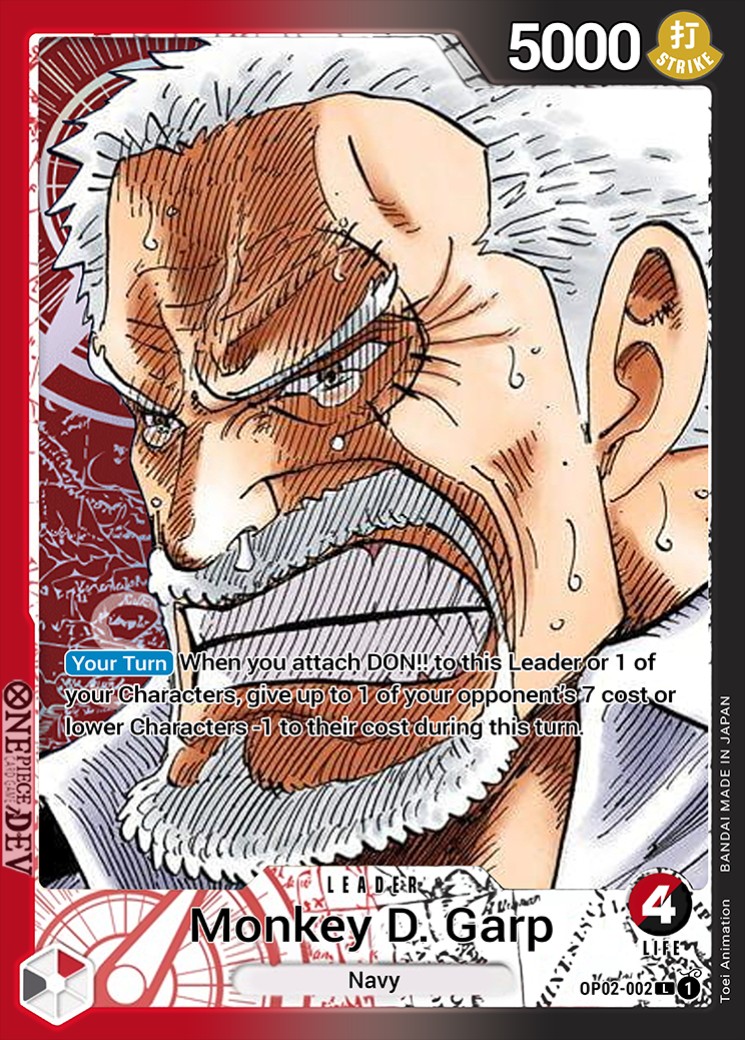 5000
打
STRIKE
Your Turn When you attach DON!! to this Leader or 1 of
your Characters, give up to 1 of your opponent's 7 cost or
lower Characters -1 to their cost during this turn.
ONE PIECE
CARD GAME
DEV
BANDAI MADE IN JAPAN
Toei Animation
LEADER
Monkey D. Garp
Navy
4
LIFE
OP02-002 L 1